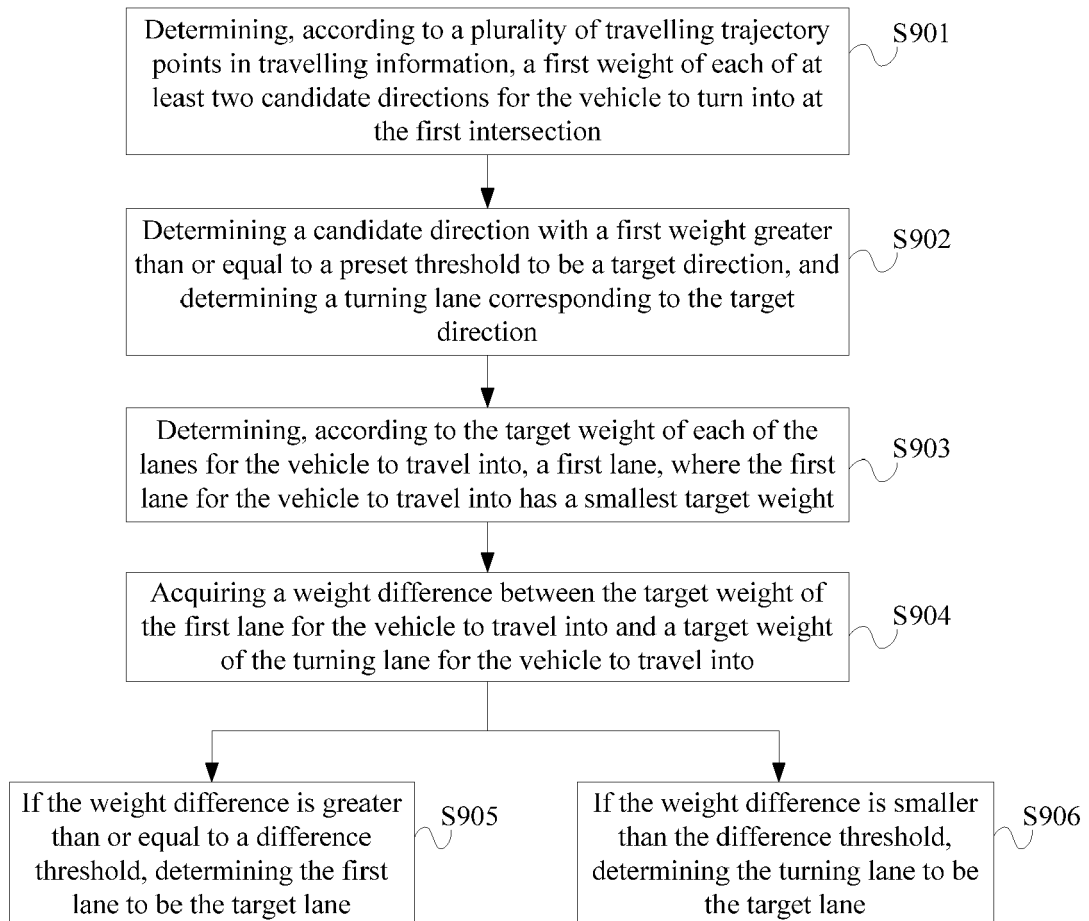 Determining, according to a plurality of travelling trajectory
points in travelling information, a first weight of each of at
least two candidate directions for the vehicle to turn into at
the first intersection
S901
Determining a candidate direction with a first weight greater
than or equal to a preset threshold to be a target direction, and
determining a turning lane corresponding to the target
direction
S902
Determining, according to the target weight of each of the
lanes for the vehicle to travel into, a first lane, where the first
lane for the vehicle to travel into has a smallest target weight
S903
Acquiring a weight difference between the target weight of
the first lane for the vehicle to travel into and a target weight
of the turning lane for the vehicle to travel into
S904
If the weight difference is greater
than or equal to a difference
threshold, determining the first
lane to be the target lane
S905
If the weight difference is smaller
than the difference threshold,
determining the turning lane to be
the target lane
S906